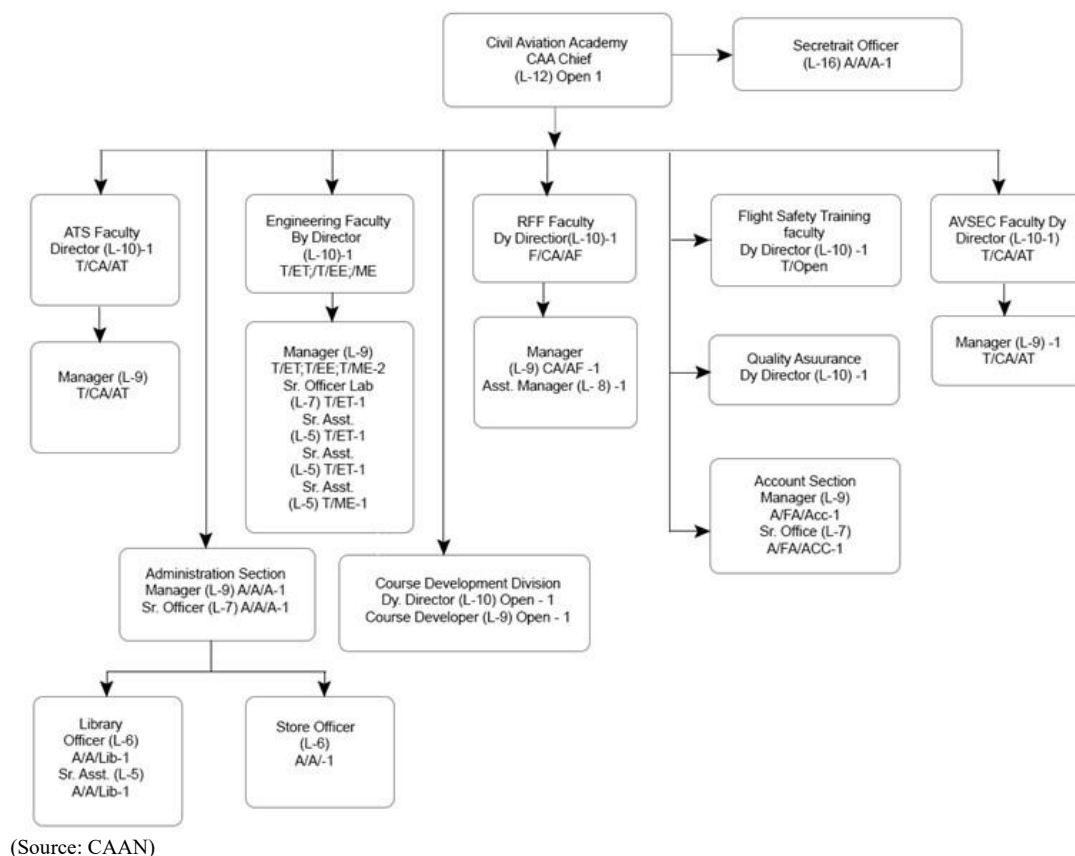 Civil Aviation Academy
CAA Chief
(L-12) Open 1
Secretrait Officer
(L-16) A/A/A-1
ATS Faculty
Director (L-10)-1
T/CA/AT
Engineering Faculty
By Director
(L-10)-1
T/ET;/T/EE;/ME
RFF Faculty
Dy Directior(L-10)-1
F/CA/AF
Flight Safety Training
faculty
Dy Director (L-10) -1
T/Open
AVSEC Faculty Dy
Director (L-10-1)
T/CA/AT
Manager (L-9)
T/CA/AT
Manager (L-9)
T/ET;T/EE;T/ME-2
Sr. Officer Lab
(L-7) T/ET-1
Sr. Asst.
(L-5) T/ET-1
Sr. Asst.
(L-5) T/ET-1
Sr. Asst.
(L-5) T/ME-1
Manager
(L-9) CA/AF -1
Asst. Manager (L- 8) -1
Quality Asuurance
Dy Director (L-10) -1
Manager (L-9) -1
T/CA/AT
Account Section
Manager (L-9)
A/FA/Acc-1
Sr. Office (L-7)
A/FA/ACC-1
Administration Section
Manager (L-9) A/A/A-1
Sr. Officer (L-7) A/A/A-1
Course Development Division
Dy. Director (L-10) Open - 1
Course Developer (L-9) Open - 1
Library
Officer (L-6)
A/A/Lib-1
Sr. Asst. (L-5)
A/A/Lib-1
Store Officer
(L-6)
A/A/-1
(Source: CAAN)